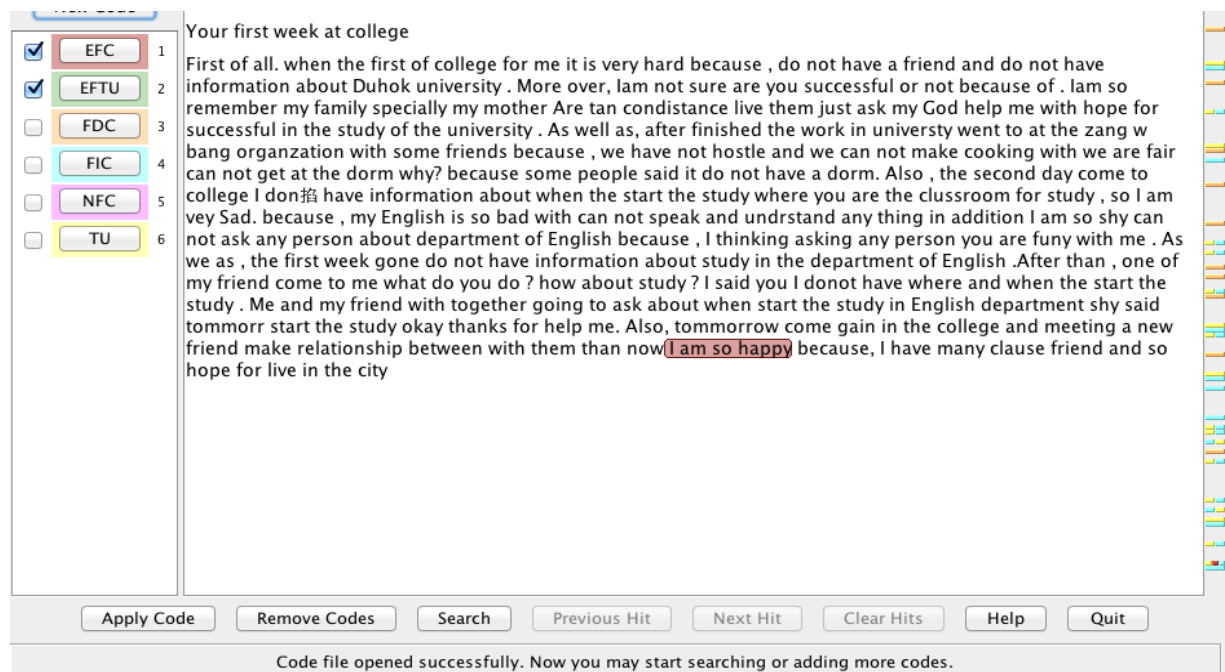 Your first week at college
EFC 1
EFTU 2
FDC 3
FIC 4
NFC 5
TU 6
First of all. when the first of college for me it is very hard because , do not have a friend and do not have
information about Duhok university . More over, Iam not sure are you successful or not because of . Iam so
remember my family specially my mother Are tan condistance live them just ask my God help me with hope for
successful in the study of the university . As well as, after finished the work in universty went to at the zang w
bang organzation with some friends because , we have not hostle and we can not make cooking with we are fair
can not get at the dorm why? because some people said it do not have a dorm. Also , the second day come to
college I don掐 have information about when the start the study where you are the clussroom for study , so I am
vey Sad. because , my English is so bad with can not speak and undrstand any thing in addition I am so shy can
not ask any person about department of English because , I thinking asking any person you are funy with me . As
we as , the first week gone do not have information about study in the department of English .After than , one of
my friend come to me what do you do ? how about study ? I said you I donot have where and when the start the
study . Me and my friend with together going to ask about when start the study in English department shy said
tommorr start the study okay thanks for help me. Also, tommorrow come gain in the college and meeting a new
friend make relationship between with them than now I am so happy because, I have many clause friend and so
hope for live in the city
Apply Code Remove Codes Search Previous Hit Next Hit Clear Hits Help Quit
Code file opened successfully. Now you may start searching or adding more codes.